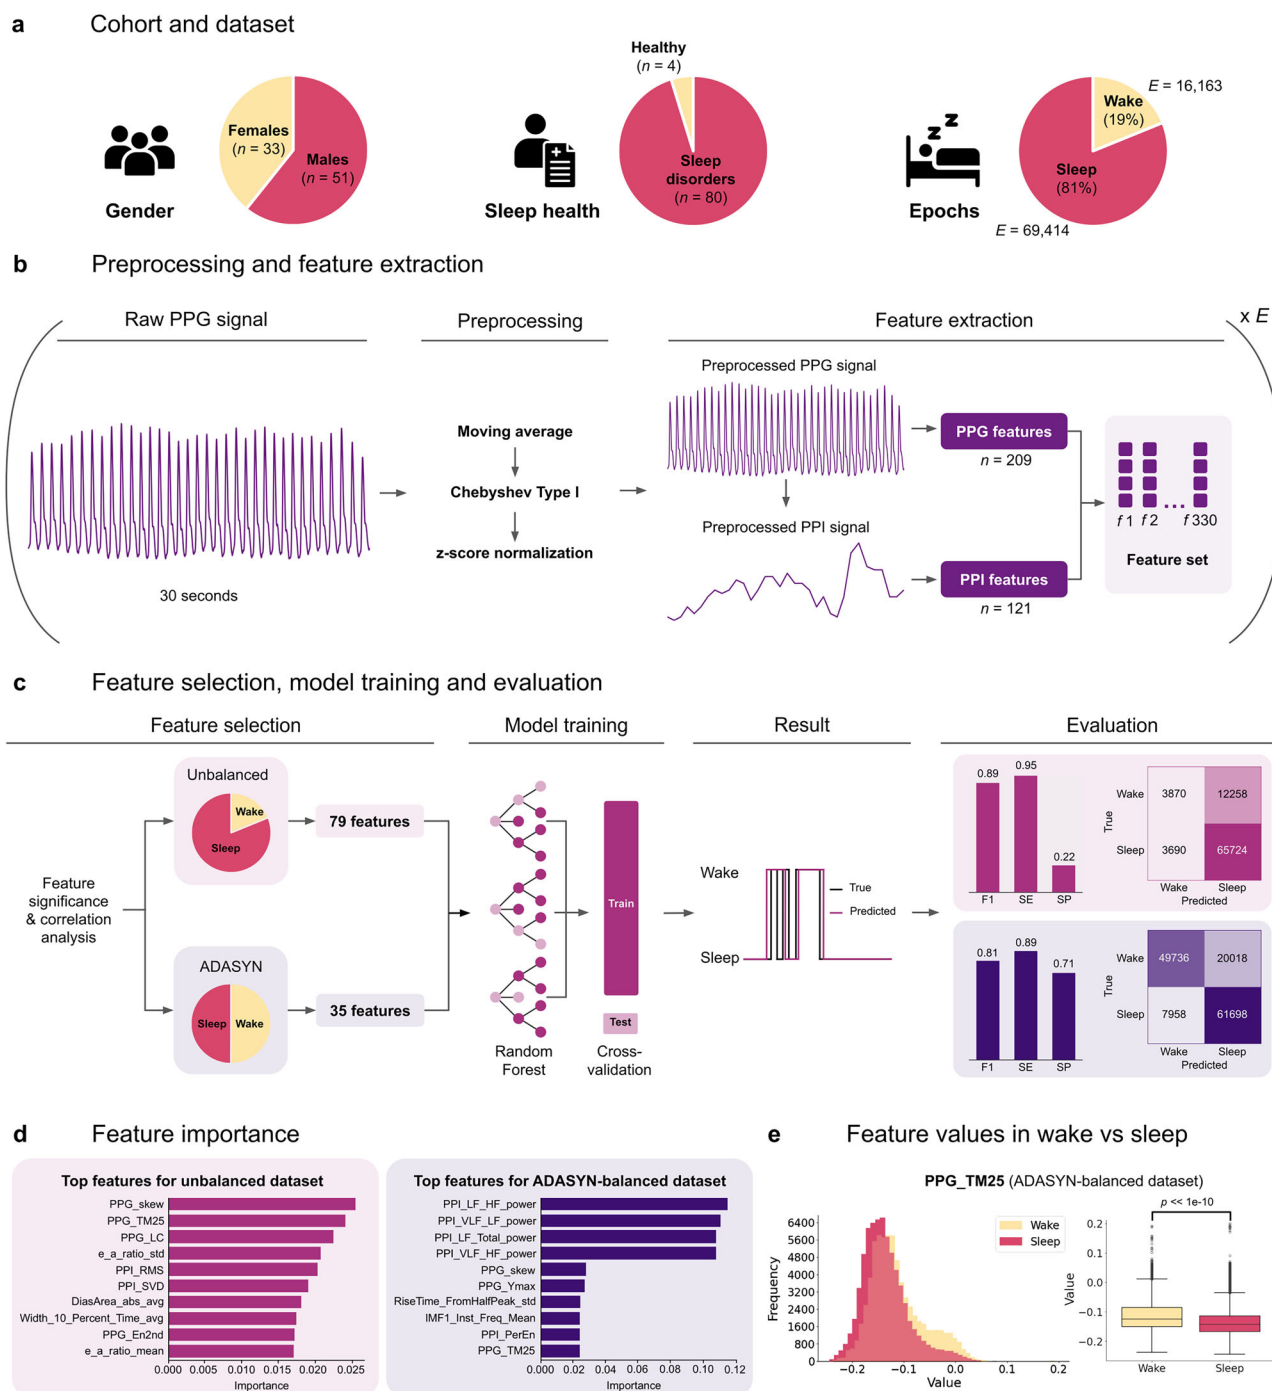 a Cohort and dataset
Gender
Females
(n = 33)
Males
(n = 51)
Sleep health
Healthy
(n = 4)
Sleep
disorders
(n = 80)
Epochs
Wake
(19%)
E = 16,163
Sleep
(81%)
E = 69,414
b Preprocessing and feature extraction
x E
Raw PPG signal
30 seconds
Preprocessing
Moving average
Chebyshev Type I
z-score normalization
Feature extraction
Preprocessed PPG signal
Preprocessed PPI signal
PPG features
n = 209
PPI features
n = 121
f 1 f 2 ... f 330
Feature set
c Feature selection, model training and evaluation
Feature selection
Feature
significance
& correlation
analysis
Unbalanced
Wake
Sleep
79 features
ADASYN
Sleep
Wake
35 features
Model training
Random
Forest
Train
Test
Cross-
validation
Result
Wake
Sleep
True
Predicted
Evaluation
0.89
0.95
0.22
F1 SE SP
True
Wake 3870 12258
Sleep 3690 65724
Wake Sleep
Predicted
0.81
0.89
0.71
F1 SE SP
True
Wake 49736 20018
Sleep 7958 61698
Wake Sleep
Predicted
d Feature importance
Top features for unbalanced dataset
PPG_skew
PPG_TM25
PPG_LC
e_a_ratio_std
PPI_RMS
PPI_SVD
DiasArea_abs_avg
Width_10_Percent_Time_avg
PPG_En2nd
e_a_ratio_mean
0.000 0.005 0.010 0.015 0.020 0.025
Importance
Top features for ADASYN-balanced dataset
PPI_LF_HF_power
PPI_VLF_LF_power
PPI_LF_Total_power
PPI_VLF_HF_power
PPG_skew
PPG_Ymax
RiseTime_FromHalfPeak_std
IMF1_Inst_Freq_Mean
PPI_PerEn
PPG_TM25
0.00 0.02 0.04 0.06 0.08 0.10 0.12
Importance
e Feature values in wake vs sleep
PPG_TM25 (ADASYN-balanced dataset)
Frequency
6400
5600
4800
4000
3200
2400
1600
800
0
−0.2 −0.1 0.0 0.1 0.2
Value
Wake
Sleep
p << 1e-10
Value
0.2
0.1
0.0
−0.1
−0.2
Wake Sleep